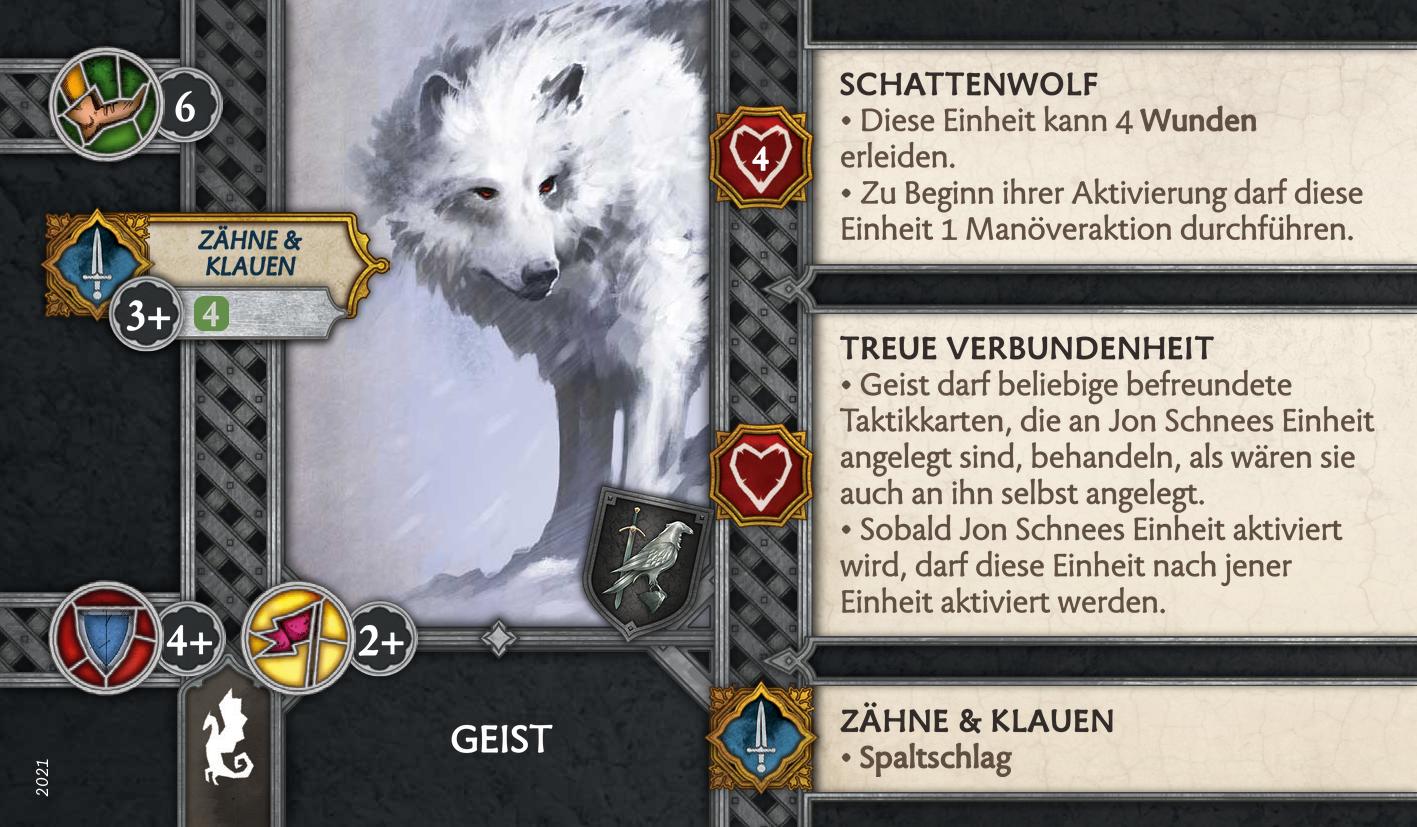 6
ZÄHNE &
KLAUEN
3+
4
4+
2+
GEIST
2021
4
SCHATTENWOLF
• Diese Einheit kann 4 Wunden
erleiden.
• Zu Beginn ihrer Aktivierung darf diese
Einheit 1 Manöveraktion durchführen.
TREUE VERBUNDENHEIT
• Geist darf beliebige befreundete
Taktikkarten, die an Jon Schnees Einheit
angelegt sind, behandeln, als wären sie
auch an ihn selbst angelegt.
• Sobald Jon Schnees Einheit aktiviert
wird, darf diese Einheit nach jener
Einheit aktiviert werden.
ZÄHNE & KLAUEN
• Spaltschlag